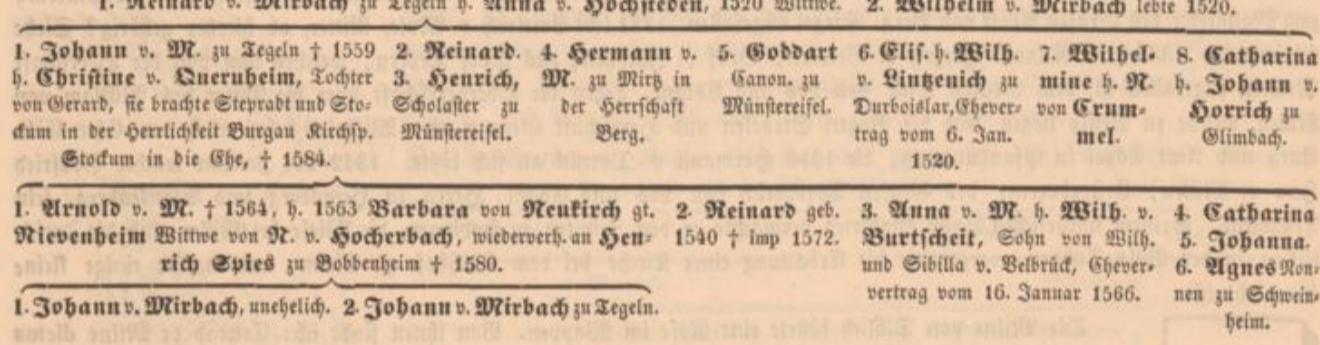 1. Reinard v. Mirbach zu Tegeln h. Anna v. Hochsteden, 1520 Wittwe. 2. Wilhelm v. Mirbach lebte 1520.
1. Johann v. M. zu Tegeln † 1559
h. Christine v. Queruheim, Tochter
von Gerard, sie brachte Stepradt und Sto-
ckum in der Herrlichkeit Burgau Kirchsp.
Stockum in die Ehe, † 1584.
2. Reinard.
3. Henrich,
Scholaster zu
Münstereifel.
4. Hermann v.
M. zu Mirtz in
der Herrschaft
Berg.
5. Goddart
Canon. zu
Münstereifel.
6. Elis. h. Wilh.
v. Lintzenich zu
Durboislar, Ehever-
trag vom 6. Jan.
1520.
7. Wilhel-
mine h. N.
von Crum-
mel.
8. Catharina
h. Johann v.
Horrich zu
Glimbach.
1. Arnold v. M. † 1564, h. 1563 Barbara von Neukirch gt.
Nievenheim Wittwe von N. v. Hocherbach, wiederverh. an Hen-
rich Spies zu Bobbenheim † 1580.
2. Reinard geb.
1540 † imp 1572.
3. Anna v. M. h. Wilh. v.
Burtscheit, Sohn von Wilh.
und Sibilla v. Velbrück, Ehever-
vertrag vom 16. Januar 1566.
4. Catharina
5. Johanna.
6. Agnes Non-
nen zu Schwein-
heim.
1. Johann v. Mirbach, unehelich. 2. Johann v. Mirbach zu Tegeln.